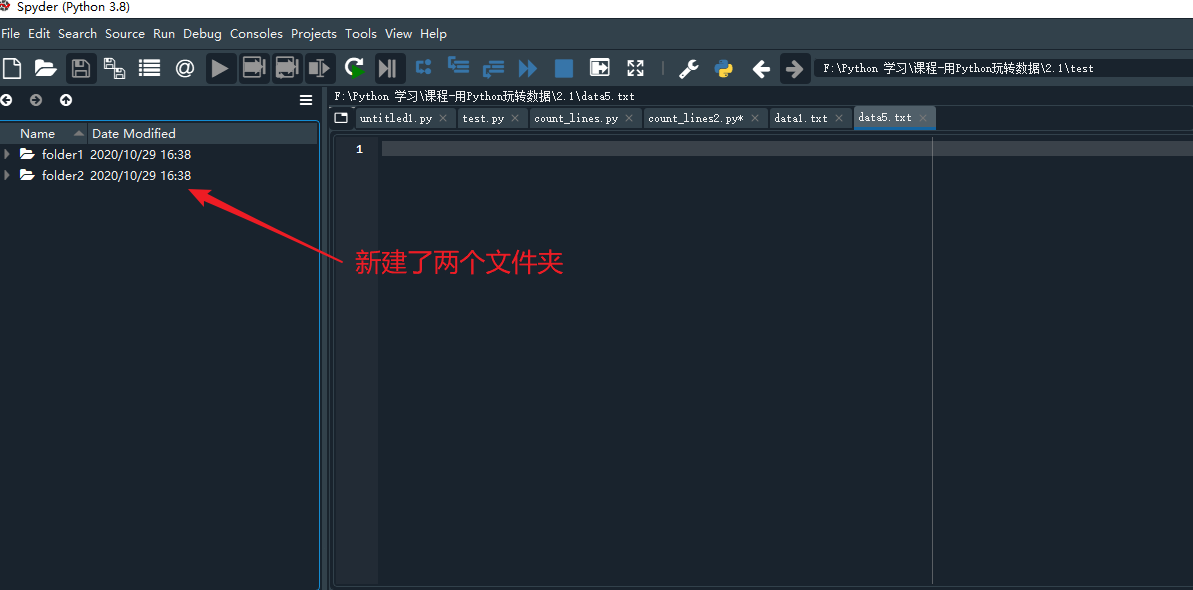 Spyder (Python 3.8)
File Edit Search Source Run Debug Consoles Projects Tools View Help
F:\Python 学习\课程-用Python玩转数据\2.1\test
F:\Python 学习\课程-用Python玩转数据\2.1\data5.txt
untitled1.py test.py count_lines.py count_lines2.py* data1.txt data5.txt
Name Date Modified
folder1 2020/10/29 16:38
folder2 2020/10/29 16:38
1
新建了两个文件夹